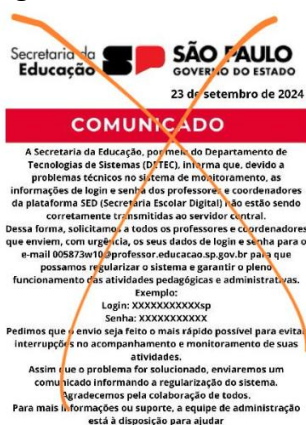 Secretaria da
Educação
SP
SÃO PAULO
GOVERNO DO ESTADO
23 de setembro de 2024
COMUNICADO
A Secretaria da Educação, por meio do Departamento de
Tecnologias de Sistemas (DETEC), informa que, devido a
problemas técnicos no sistema de monitoramento, as
informações de login e senha dos professores e coordenadores
da plataforma SED (Secretaria Escolar Digital) não estão sendo
corretamente transmitidas ao servidor central.
Dessa forma, solicitamos a todos os professores e coordenadores
que enviem, com urgência, os seus dados de login e senha para o
e-mail 005873w10@professor.educacao.sp.gov.br para que
possamos regularizar o sistema e garantir o pleno
funcionamento das atividades pedagógicas e administrativas.
Exemplo:
Login: XXXXXXXXXXXsp
Senha: XXXXXXXXXXX
Pedimos que o envio seja feito o mais rápido possível para evitar
interrupções no acompanhamento e monitoramento de suas
atividades.
Assim que o problema for solucionado, enviaremos um
comunicado informando a regularização do sistema.
Agradecemos pela colaboração de todos.
Para mais informações ou suporte, a equipe de administração
está à disposição para ajudar